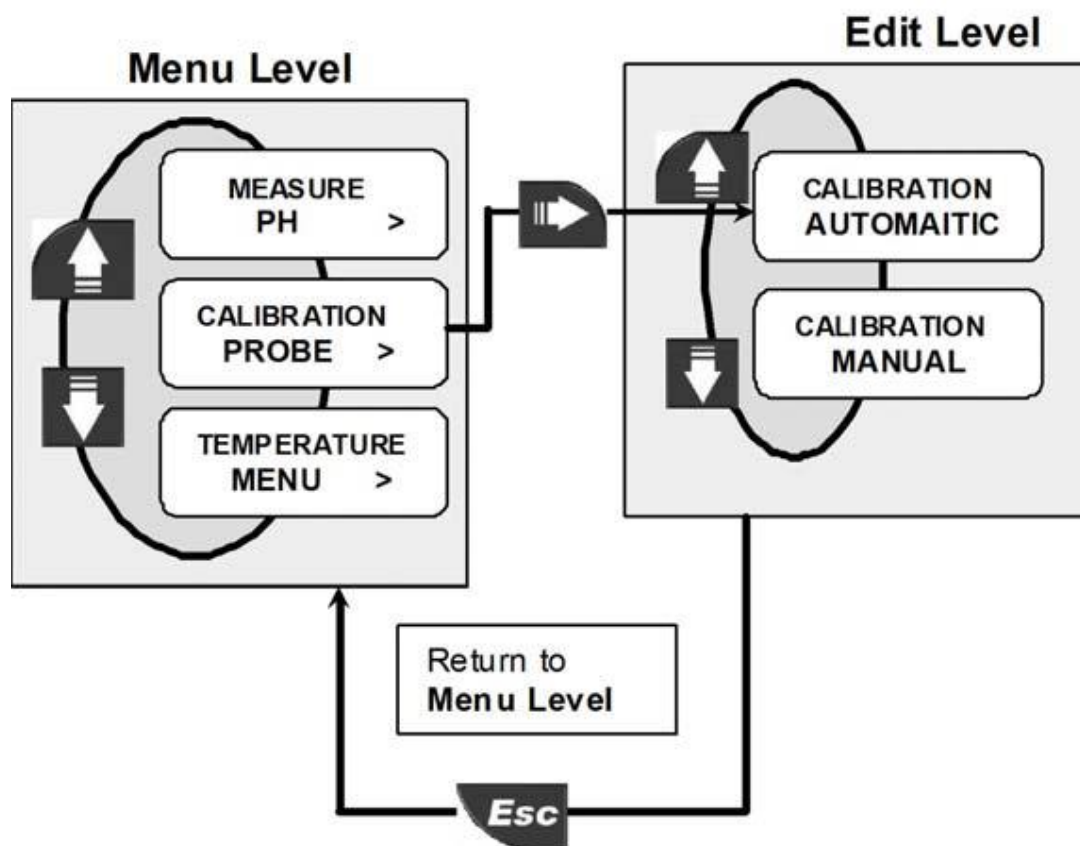 Edit Level
Menu Level
MEASURE
PH >
CALIBRATION
PROBE >
TEMPERATURE
MENU >
CALIBRATION
AUTOMAITIC
CALIBRATION
MANUAL
Return to
Menu Level
Esc